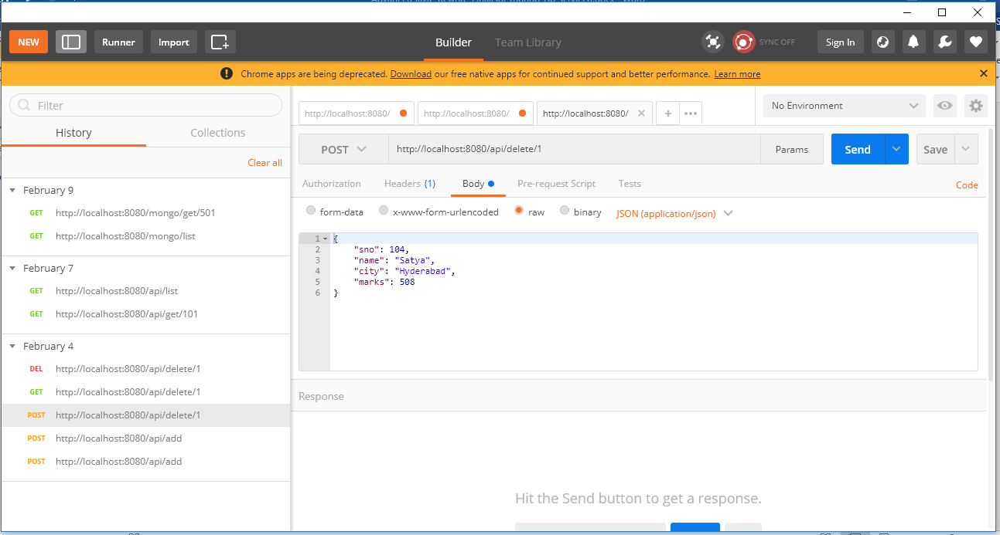 NEW Runner Import Builder Team Library SYNC OFF Sign In
Chrome apps are being deprecated. Download our free native apps for continued support and better performance. Learn more
Filter
History Collections
Clear all
February 9
GET http://localhost:8080/mongo/get/501
GET http://localhost:8080/mongo/list
February 7
GET http://localhost:8080/api/list
GET http://localhost:8080/api/get/101
February 4
DEL http://localhost:8080/api/delete/1
GET http://localhost:8080/api/delete/1
POST http://localhost:8080/api/delete/1
POST http://localhost:8080/api/add
POST http://localhost:8080/api/add
http://localhost:8080/ http://localhost:8080/ http://localhost:8080/ No Environment
POST http://localhost:8080/api/delete/1 Params Send Save
Authorization Headers (1) Body Pre-request Script Tests Code
form-data x-www-form-urlencoded raw binary JSON (application/json)
1 {
2 "sno": 104,
3 "name": "Satya",
4 "city": "Hyderabad",
5 "marks": 508
6 }
Response
Hit the Send button to get a response.